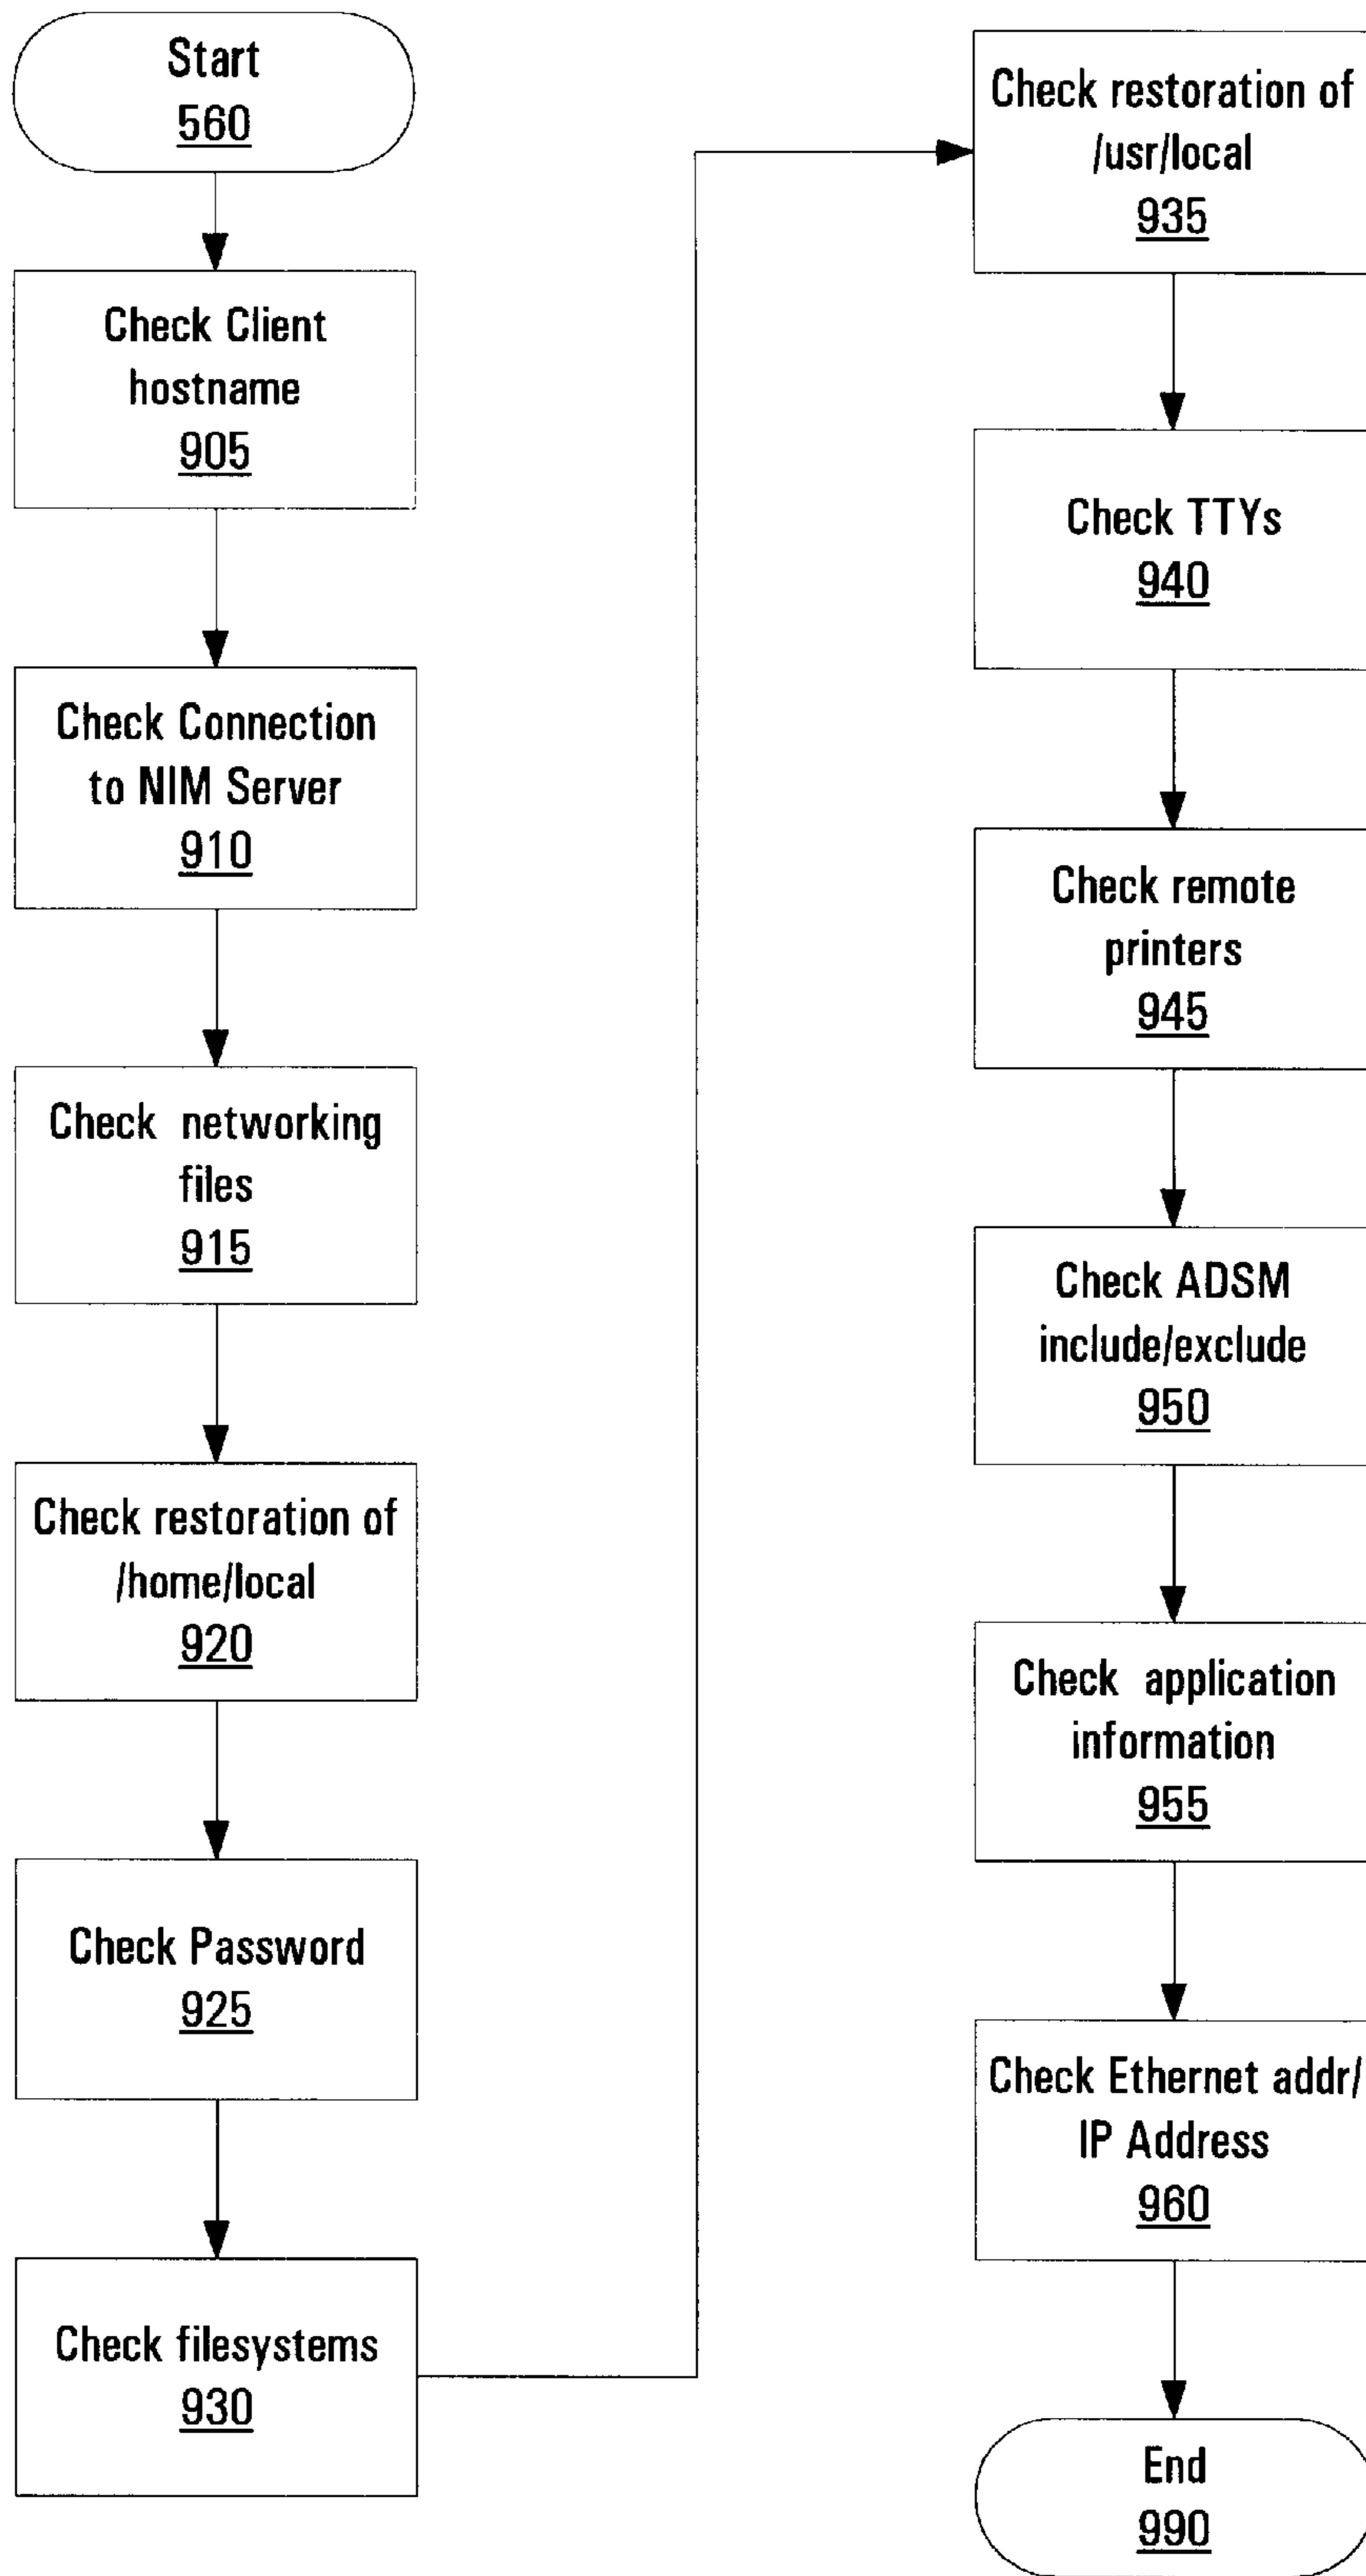 Start
560
Check Client
hostname
905
Check Connection
to NIM Server
910
Check networking
files
915
Check restoration of
/home/local
920
Check Password
925
Check filesystems
930
Check restoration of
/usr/local
935
Check TTYs
940
Check remote
printers
945
Check ADSM
include/exclude
950
Check application
information
955
Check Ethernet addr/
IP Address
960
End
990